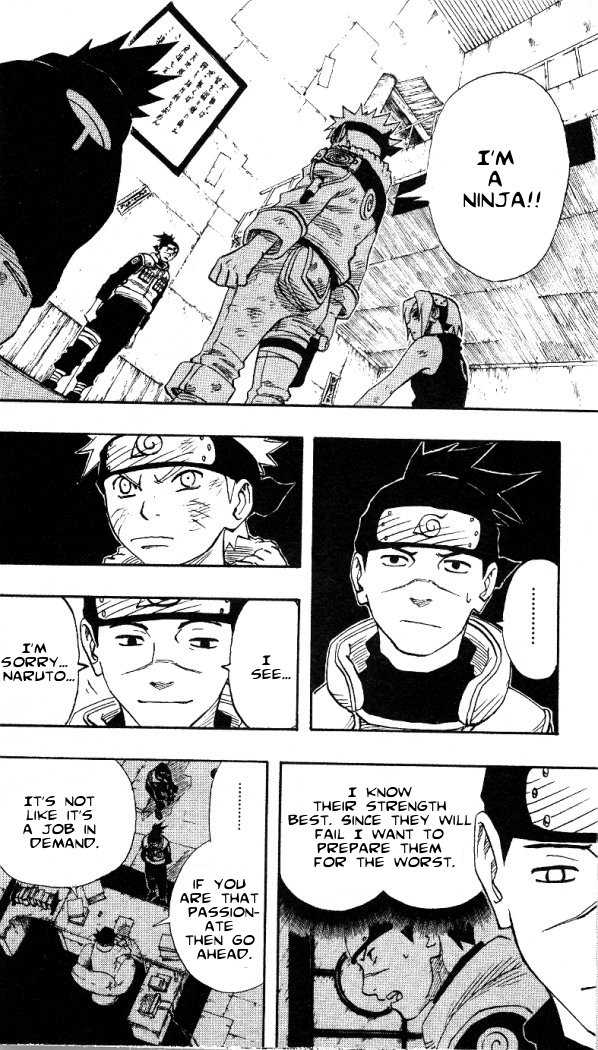 I'M
A
NINJA!!
..........
I
SEE...
I'M
SORRY...
NARUTO...
I KNOW
THEIR STRENGTH
BEST. SINCE THEY WILL
FAIL I WANT TO
PREPARE THEM
FOR THE WORST.
........
IF YOU
ARE THAT
PASSION-
ATE
THEN GO
AHEAD.
IT'S NOT
LIKE IT'S
A JOB IN
DEMAND.